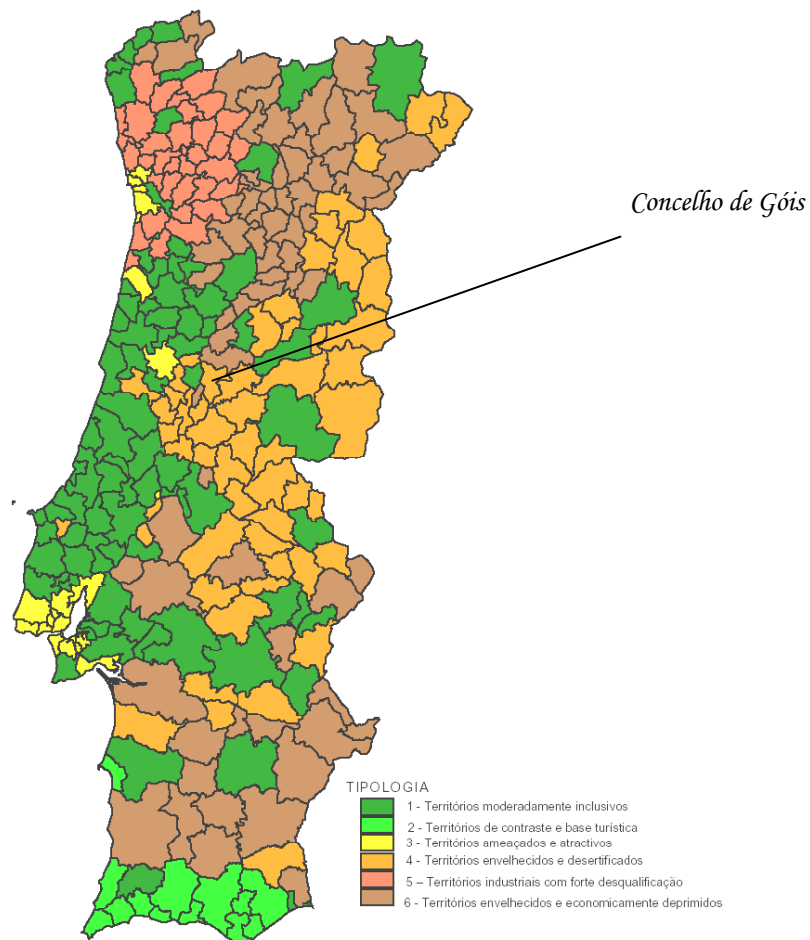 Concelho de Góis
TIPOLOGIA
1 - Territórios moderadamente inclusivos
2 - Territórios de contraste e base turística
3 - Territórios ameaçados e atractivos
4 - Territórios envelhecidos e desertificados
5 – Territórios industriais com forte desqualificação
6 - Territórios envelhecidos e economicamente deprimidos